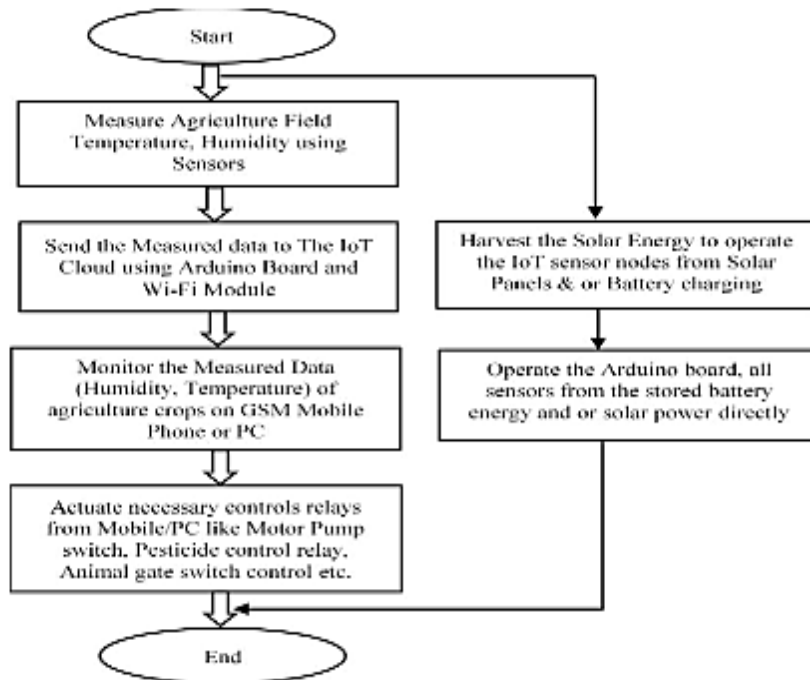 Start
Measure Agriculture Field
Temperature, Humidity using
Sensors
Send the Measured data to The IoT
Cloud using Arduino Board and
Wi-Fi Module
Monitor the Measured Data
(Humidity, Temperature) of
agriculture crops on GSM Mobile
Phone or PC
Actuate necessary controls relays
from Mobile/PC like Motor Pump
switch, Pesticide control relay,
Animal gate switch control etc.
End
Harvest the Solar Energy to operate
the IoT sensor nodes from Solar
Panels & or Battery charging
Operate the Arduino board, all
sensors from the stored battery
energy and or solar power directly